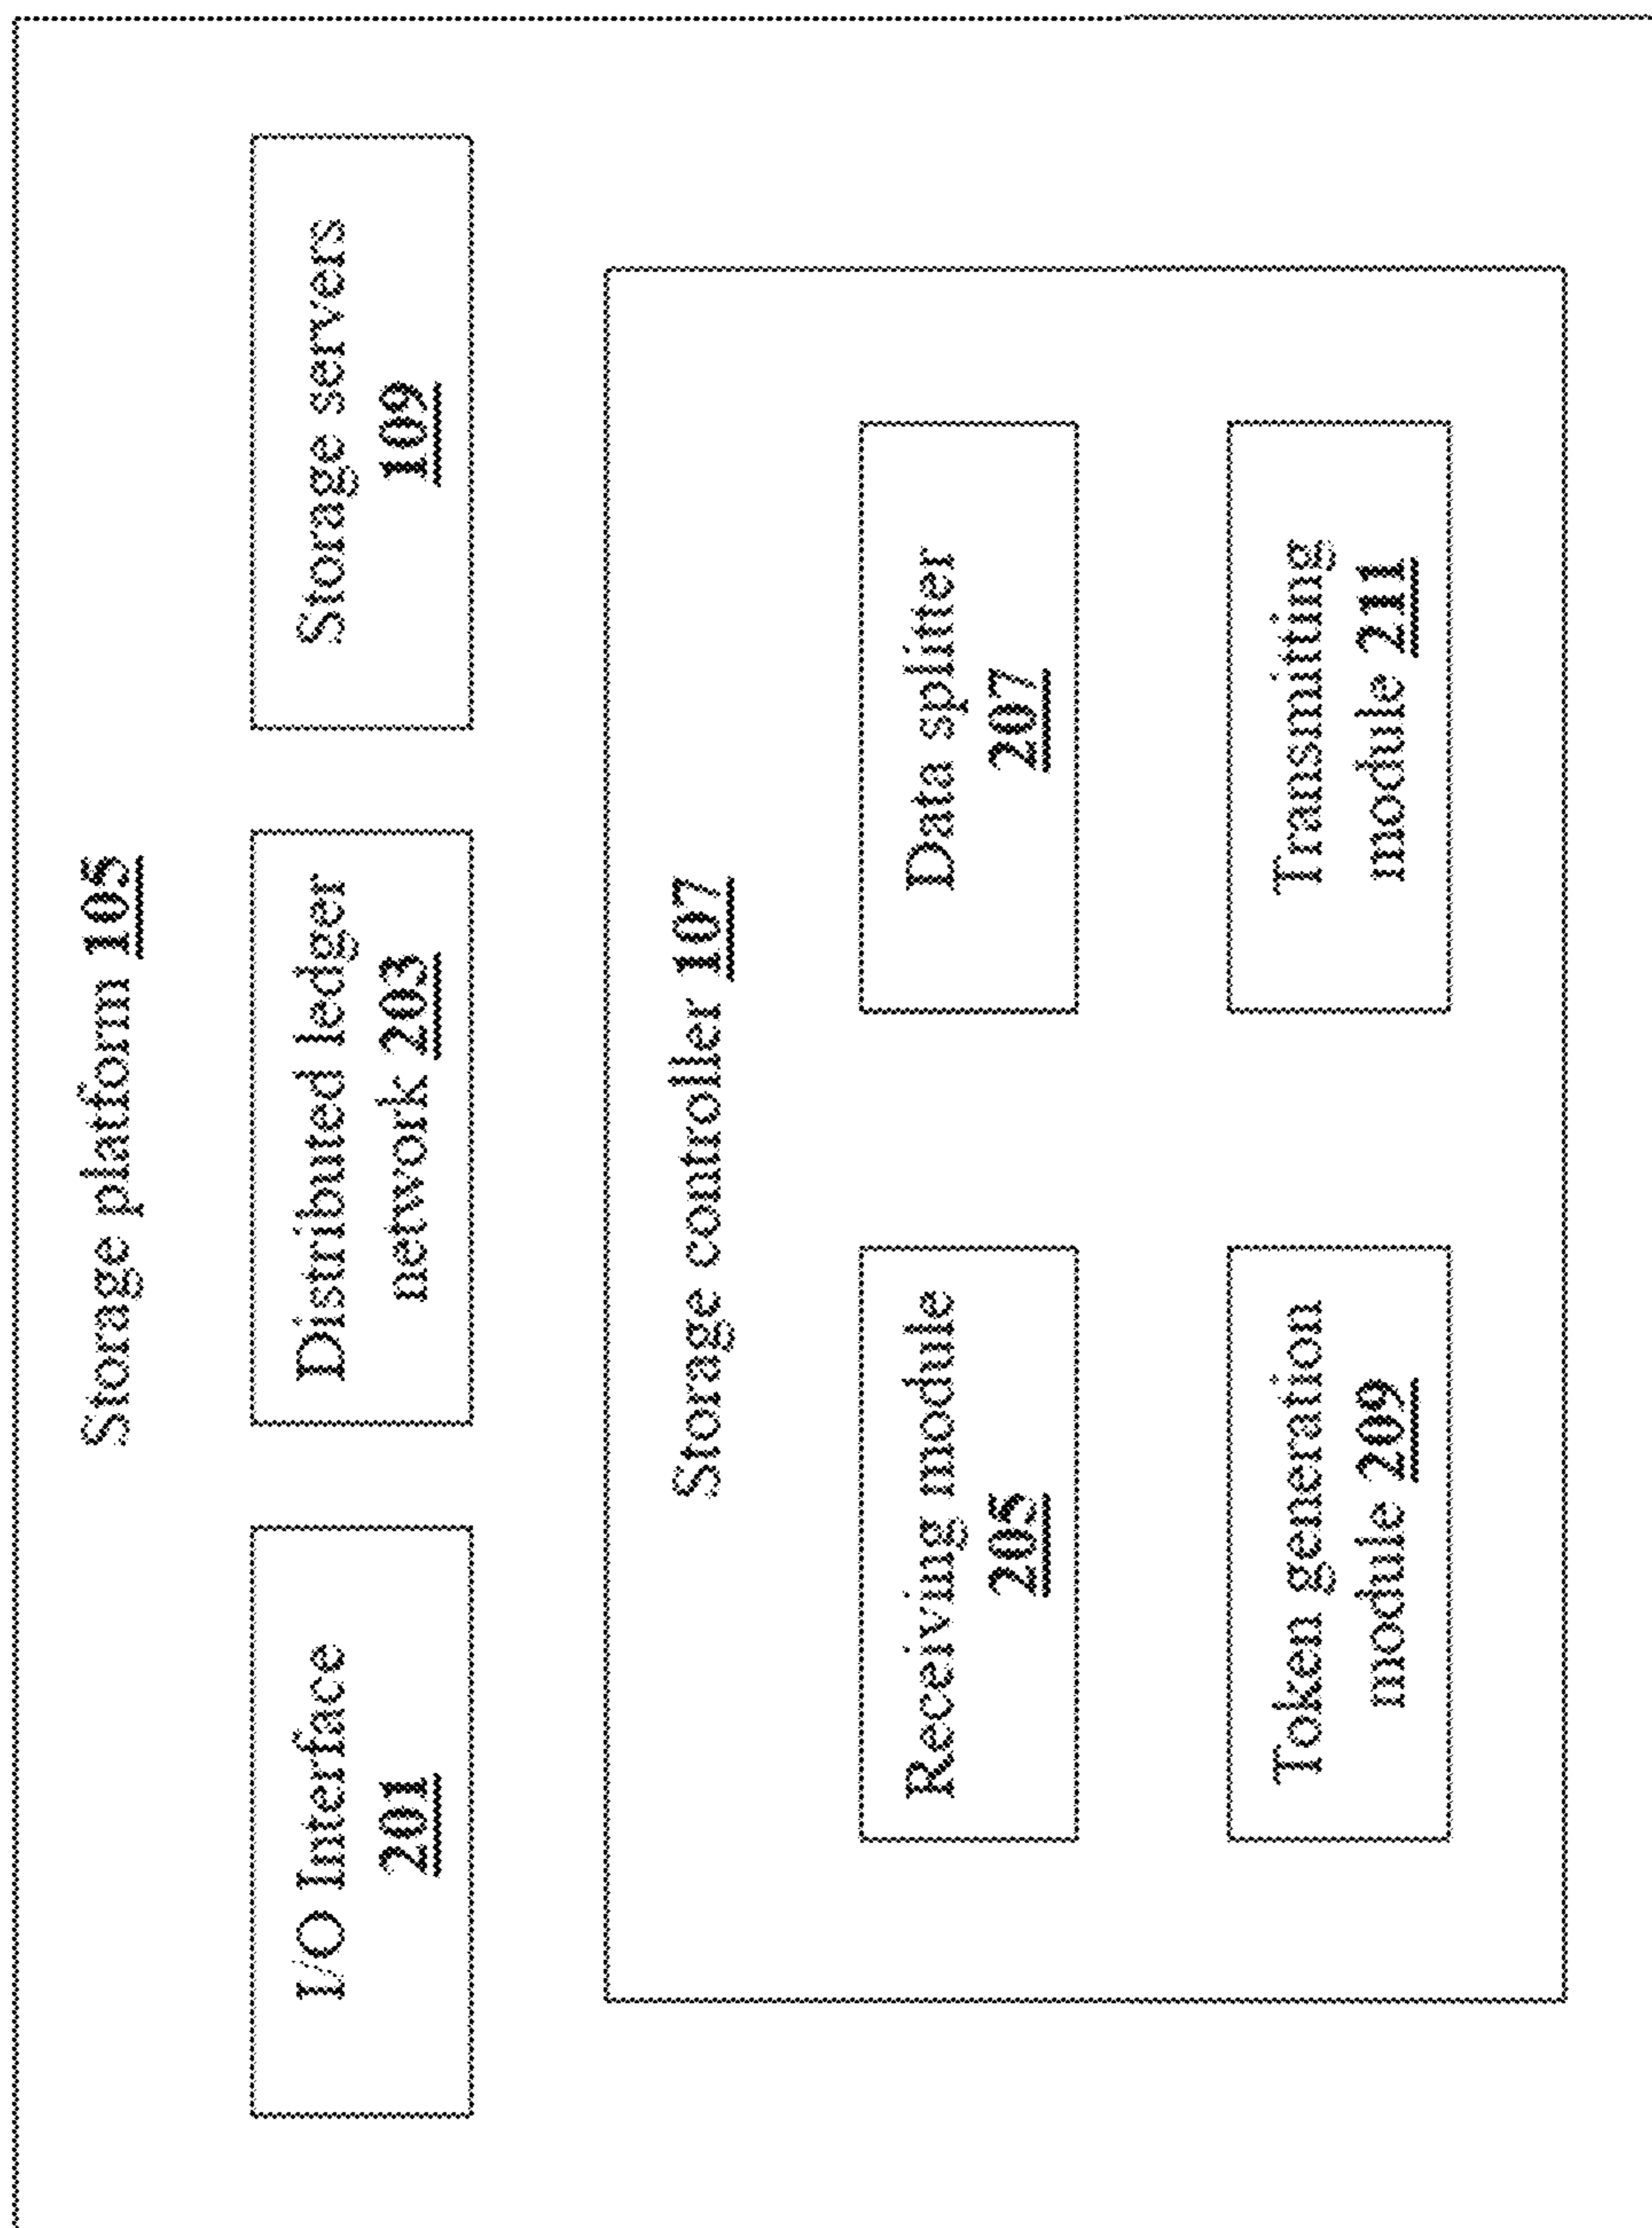 Storage platform 105
I/O Interface
201
Distributed ledger
network 203
Storage servers
109
Storage controller 107
Receiving module
205
Data splitter
207
Token generation
module 209
Transmitting
module 211